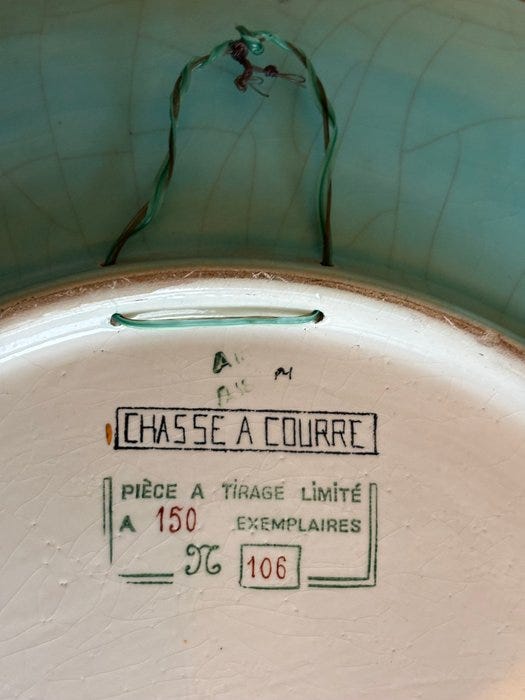 CHASSE A COURRE
PIÈCE A TIRAGE LIMITÉ
A 150 EXEMPLAIRES
N 106